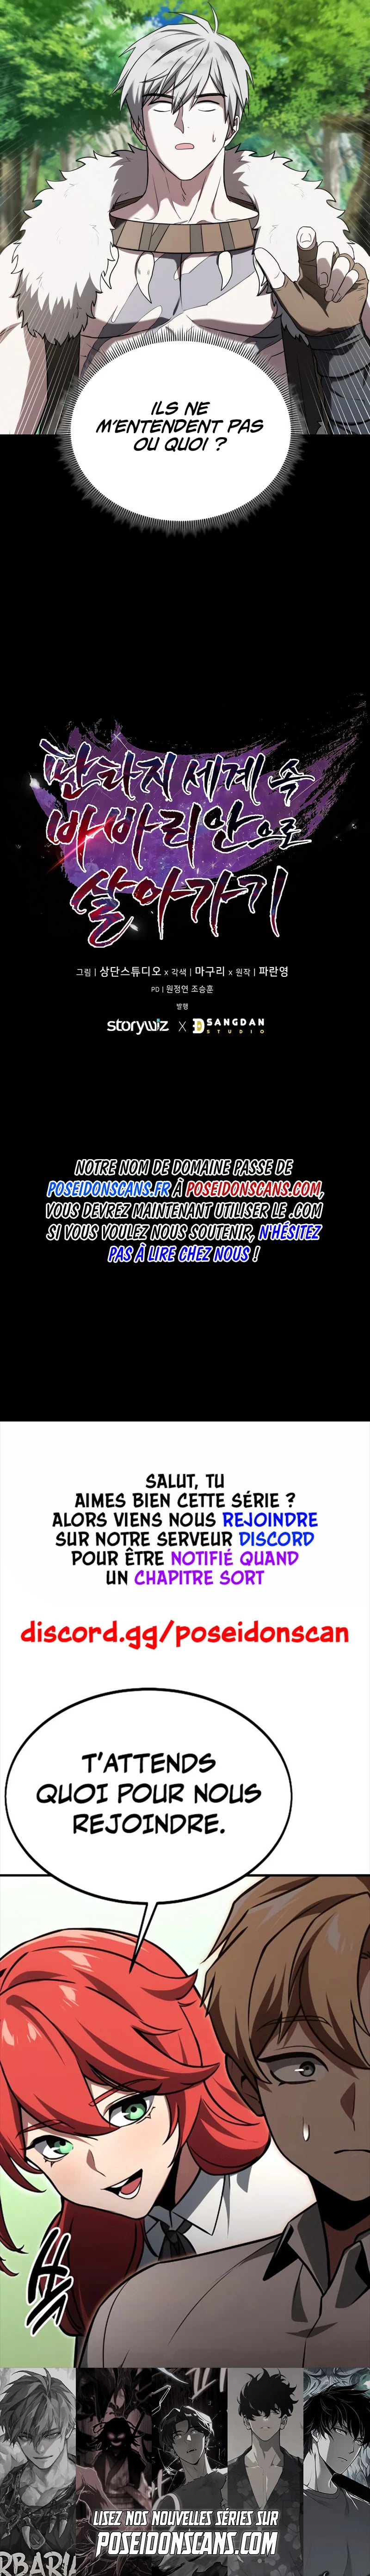 ILS NE
M'ENTENDENT PAS
OU QUOI ?
판타지 세계 속
바바리안으로
살아가기
그림 | 상단스튜디오 x 각색 | 마구리 x 원작 | 파란영
PD | 원정연 조승훈
발행
storywiz X SANGDAN
STUDIO
NOTRE NOM DE DOMAINE PASSE DE
POSEIDONSCANS.FR À POSEIDONSCANS.COM,
VOUS DEVREZ MAINTENANT UTILISER LE .COM
SI VOUS VOULEZ NOUS SOUTENIR, N'HÉSITEZ
PAS À LIRE CHEZ NOUS !
SALUT, TU
AIMES BIEN CETTE SÉRIE ?
ALORS VIENS NOUS REJOINDRE
SUR NOTRE SERVEUR DISCORD
POUR ÊTRE NOTIFIÉ QUAND
UN CHAPITRE SORT
discord.gg/poseidonscan
T'ATTENDS
QUOI POUR NOUS
REJOINDRE.
LISEZ NOS NOUVELLES SÉRIES SUR
POSEIDONSCANS.COM